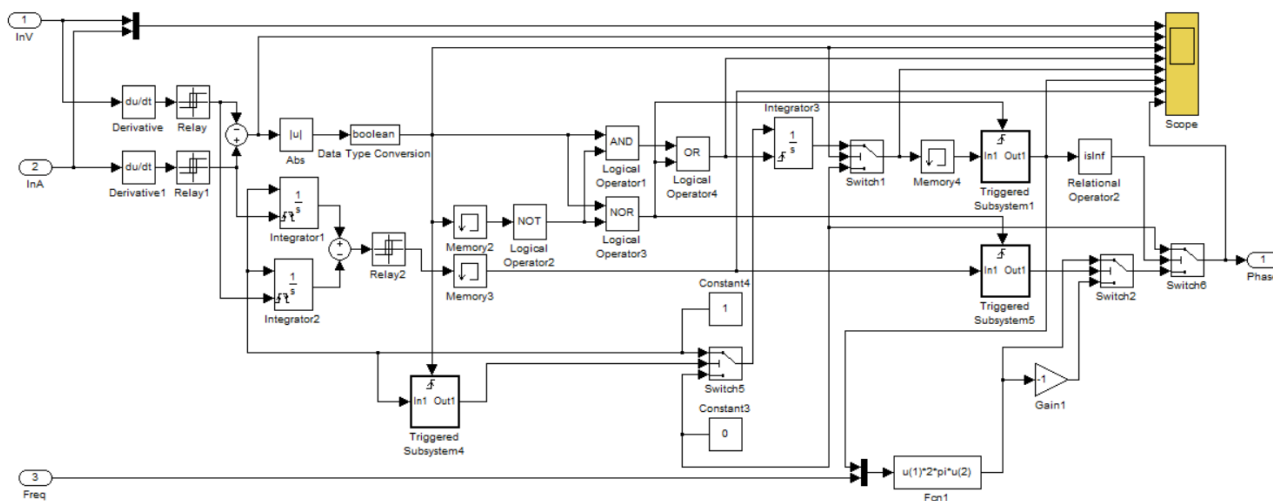 1
InV
2
InA
3
Freq
du/dt
Derivative
Relay
du/dt
Derivative1
Relay1
|u|
Abs
boolean
Data Type Conversion
1
s
Integrator1
1
s
Integrator2
Relay2
Memory2
Memory3
NOT
Logical
Operator2
AND
Logical
Operator1
NOR
Logical
Operator3
OR
Logical
Operator4
Integrator3
1
s
Switch1
Memory4
In1 Out1
Triggered
Subsystem1
isInf
Relational
Operator2
Scope
In1 Out1
Triggered
Subsystem5
Switch2
Switch6
1
Phase
Constant4
1
Switch5
Constant3
0
In1 Out1
Triggered
Subsystem4
-1
Gain1
u(1)*2*pi*u(2)
Fcn1